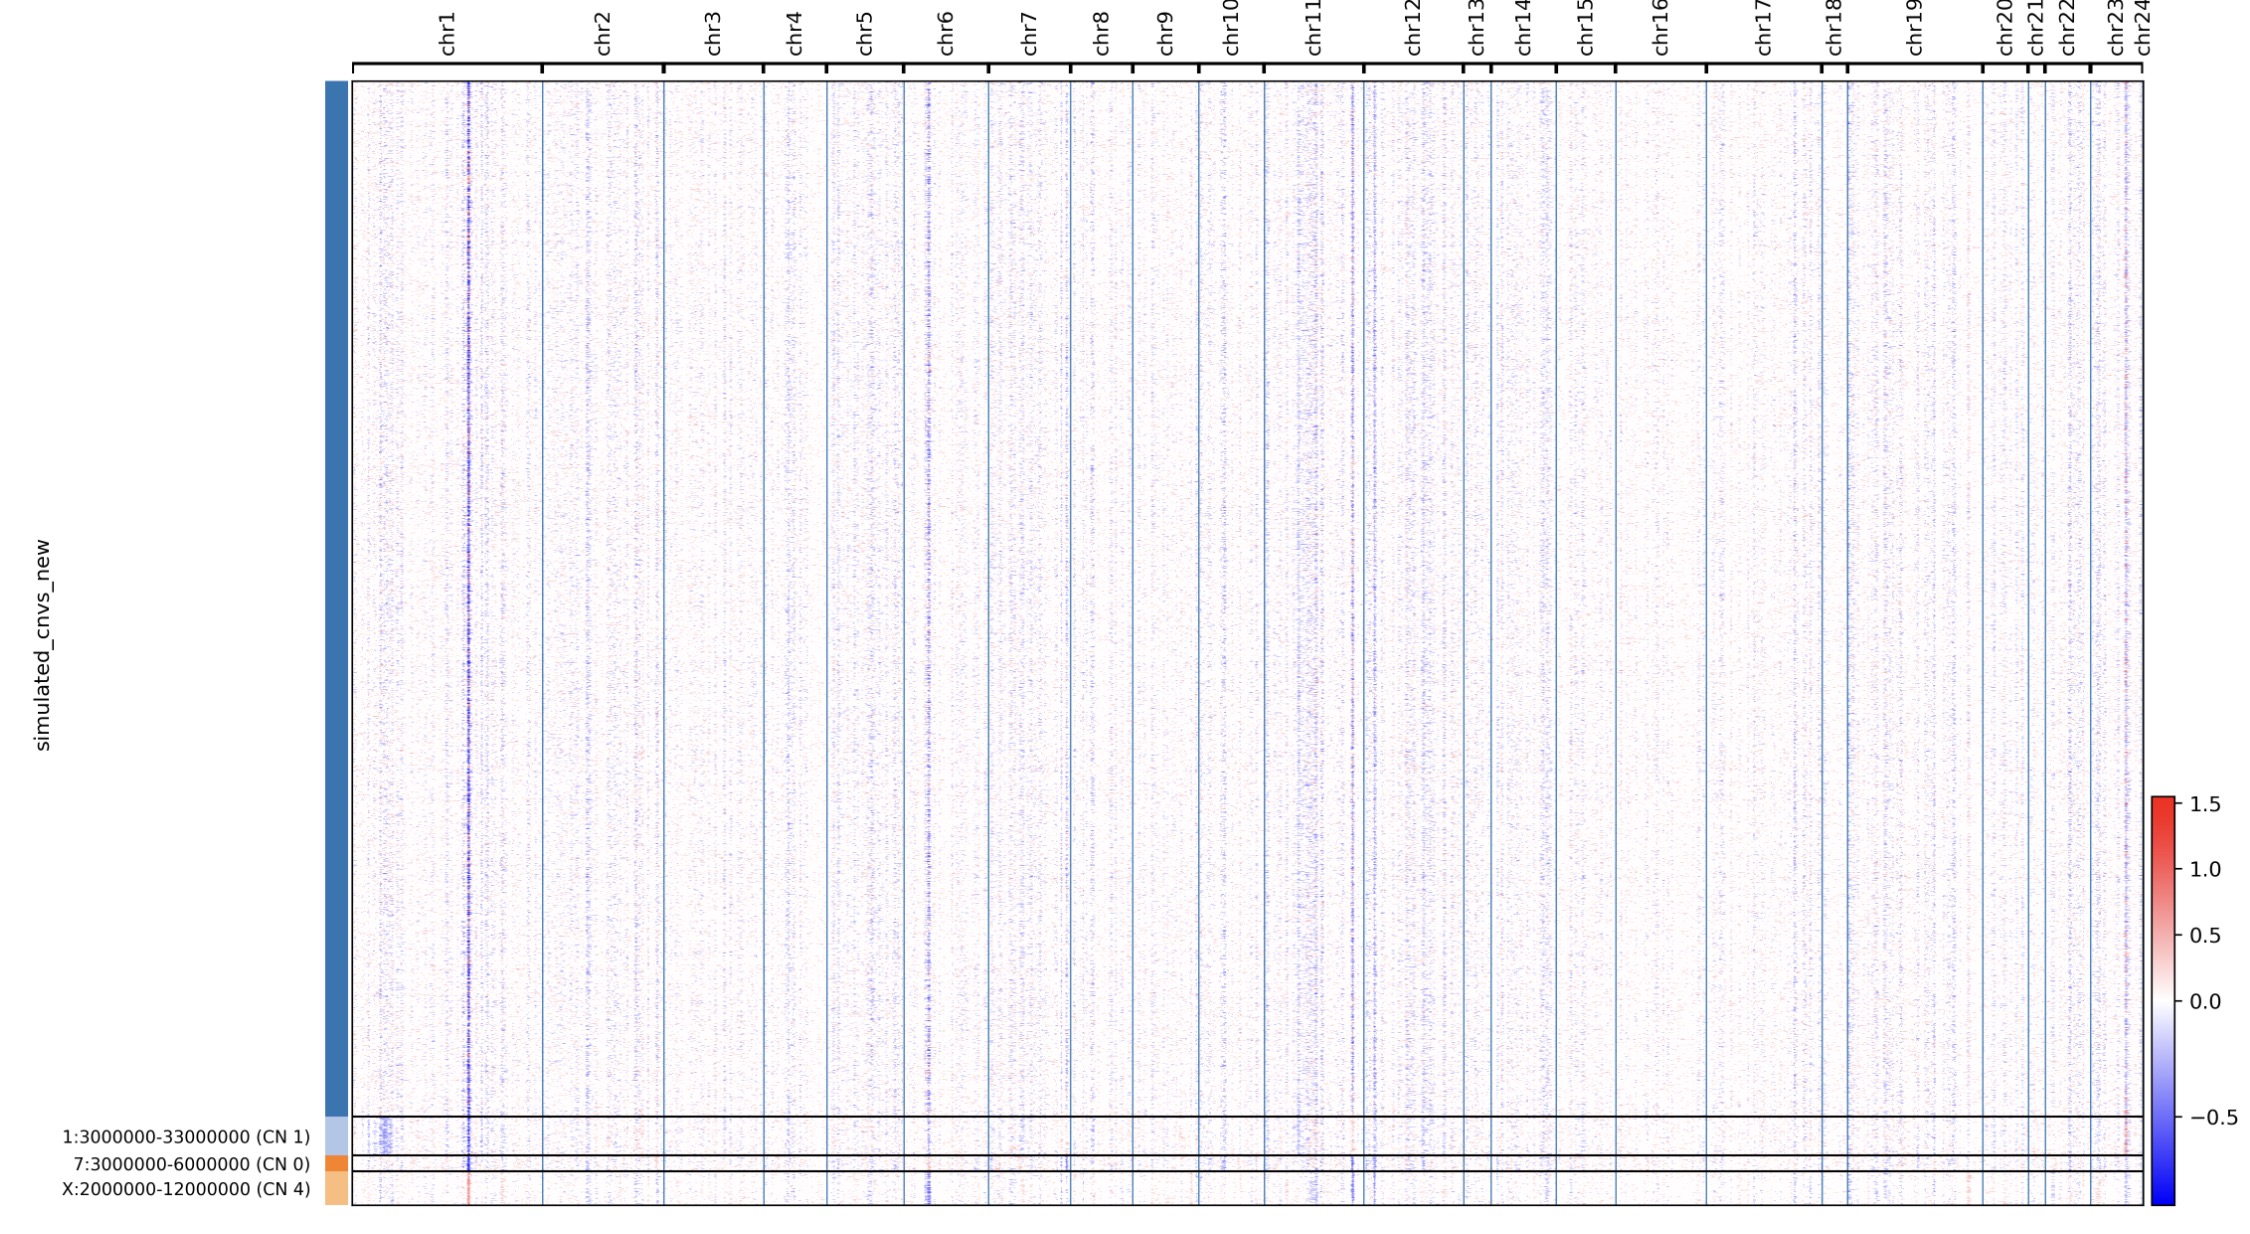 chr1 chr2 chr3 chr4 chr5 chr6 chr7 chr8 chr9 chr10 chr11 chr12 chr13 chr14 chr15 chr16 chr17 chr18 chr19 chr20 chr21 chr22 chr23 chr24
simulated_cnvs_new
1:3000000-33000000 (CN 1)
7:3000000-6000000 (CN 0)
X:2000000-12000000 (CN 4)
1.5
1.0
0.5
0.0
−0.5